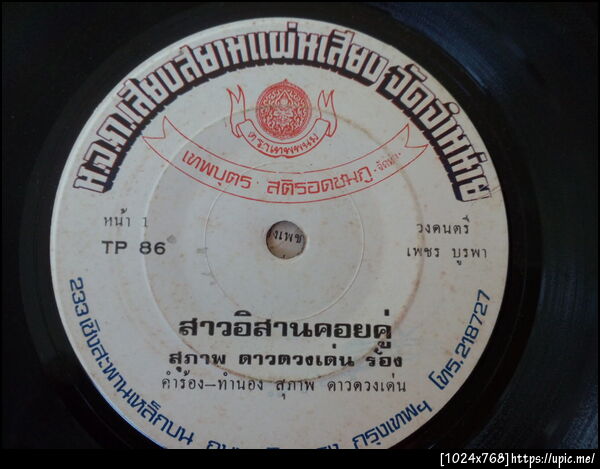 น.จ.ก.เสียงสยามแผ่นเสียง จัดจำหน่าย
ตราเทพพนม
เทพบุตร สติรอดชมภู
หน้า 1
TP 86
วงดนตรี
เพชร บูรพา
งเพช
สาวอิสานคอยคู่
สุภาพ ดาวดวงเด่น ร้อง
คำร้อง-ทำนอง สุภาพ ดาวดวงเด่น
233 เชิงสะพานเหล็กบน กรุงเทพฯ โทร.218727
[1024x768]https://upic.me/